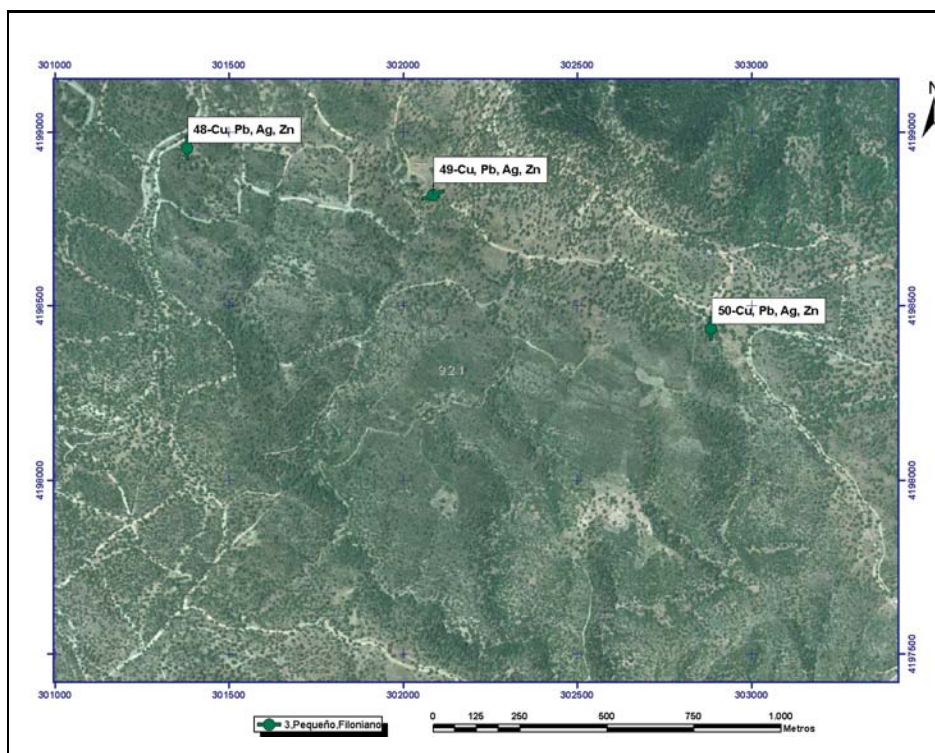 301000 301500 302000 302500 303000
N
4199000 4199000
48-Cu, Pb, Ag, Zn
49-Cu, Pb, Ag, Zn
4198500 4198500
50-Cu, Pb, Ag, Zn
921
4198000 4198000
4197500 4197500
301000 301500 302000 302500 303000
3,Pequeño,Filoniano
0 125 250 500 750 1.000
Metros